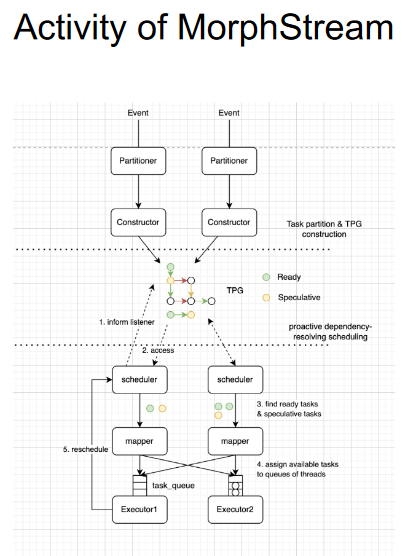 Activity of MorphStream
Event
Event
Partitioner
Partitioner
Constructor
Constructor
Task partition & TPG
construction
TPG
Ready
Speculative
1. inform listener
proactive dependency-
resolving scheduling
2. access
scheduler
scheduler
3. find ready tasks
& speculative tasks
mapper
mapper
5. reschedule
4. assign available tasks
to queues of threads
task_queue
Executor1
Executor2